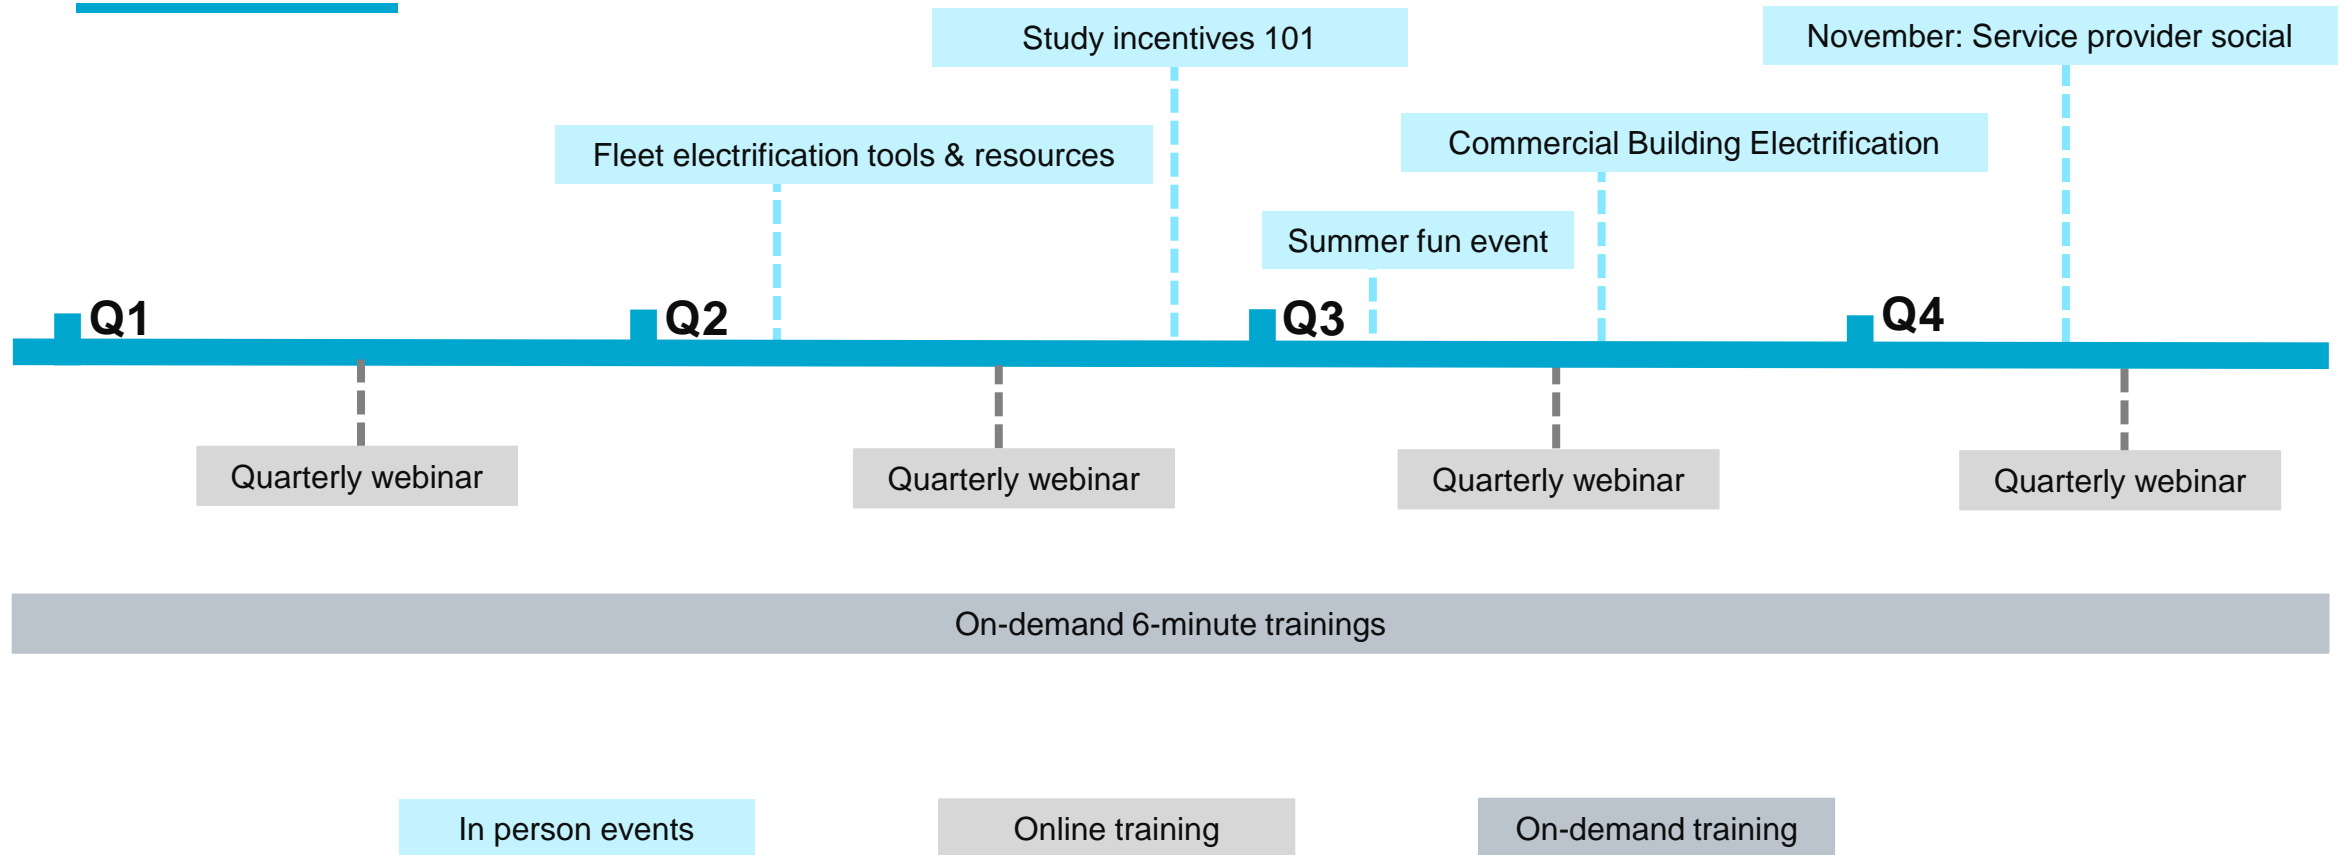 Study incentives 101
November: Service provider social
Fleet electrification tools & resources
Commercial Building Electrification
Summer fun event
Q1
Q2
Q3
Q4
Quarterly webinar
Quarterly webinar
Quarterly webinar
Quarterly webinar
On-demand 6-minute trainings
In person events
Online training
On-demand training